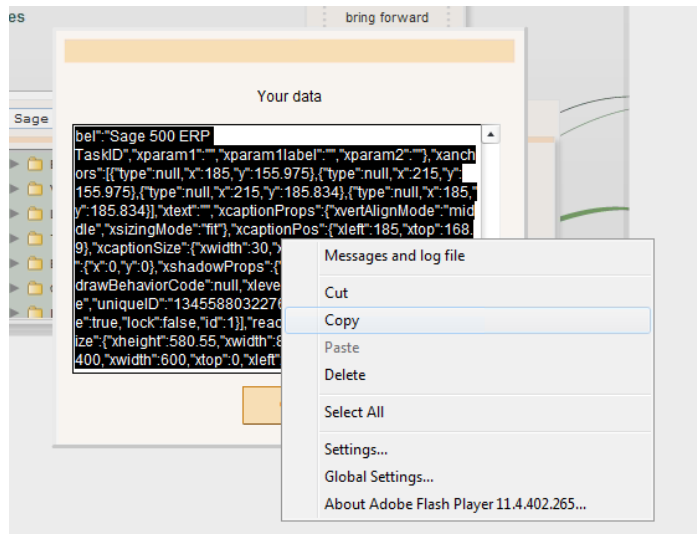 es
bring forward
Your data
Sage
bel":"Sage 500 ERP
TaskID","xparam1":"","xparam1label":"","xparam2":""},"xanch
ors":[{"type":null,"x":185,"y":155.975},{"type":null,"x":215,"y":
155.975},{"type":null,"x":215,"y":185.834},{"type":null,"x":185,"
y":185.834}],"xtext":"","xcaptionProps":{"xvertAlignMode":"mid
dle","xsizingMode":"fit"},"xcaptionPos":{"xleft":185,"xtop":168.
9},"xcaptionSize":{"xwidth":30,"x
":{"x":0,"y":0},"xshadowProps":{"
drawBehaviorCode":null,"xleve
e","uniqueID":"1345588032276
e":true,"lock":false,"id":1}],"read
ize":{"xheight":580.55,"xwidth":8
400,"xwidth":600,"xtop":0,"xleft"
Messages and log file
Cut
Copy
Paste
Delete
Select All
Settings...
Global Settings...
About Adobe Flash Player 11.4.402.265...